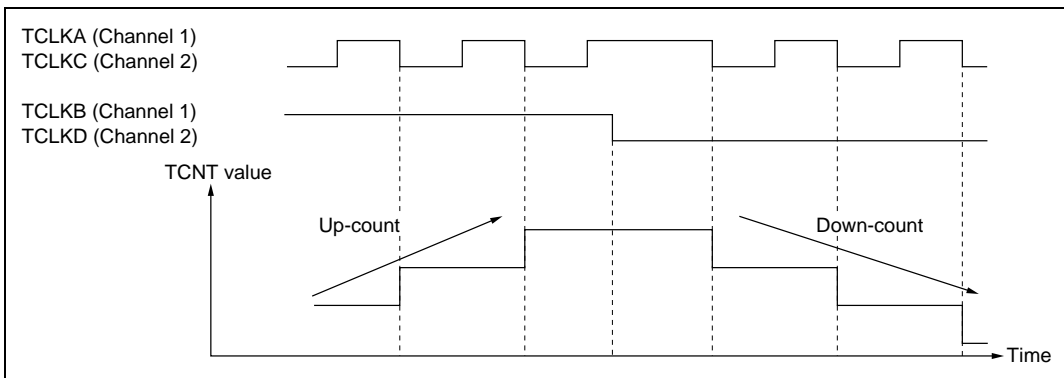 TCLKA (Channel 1)
TCLKC (Channel 2)
TCLKB (Channel 1)
TCLKD (Channel 2)
TCNT value
Up-count
Down-count
Time